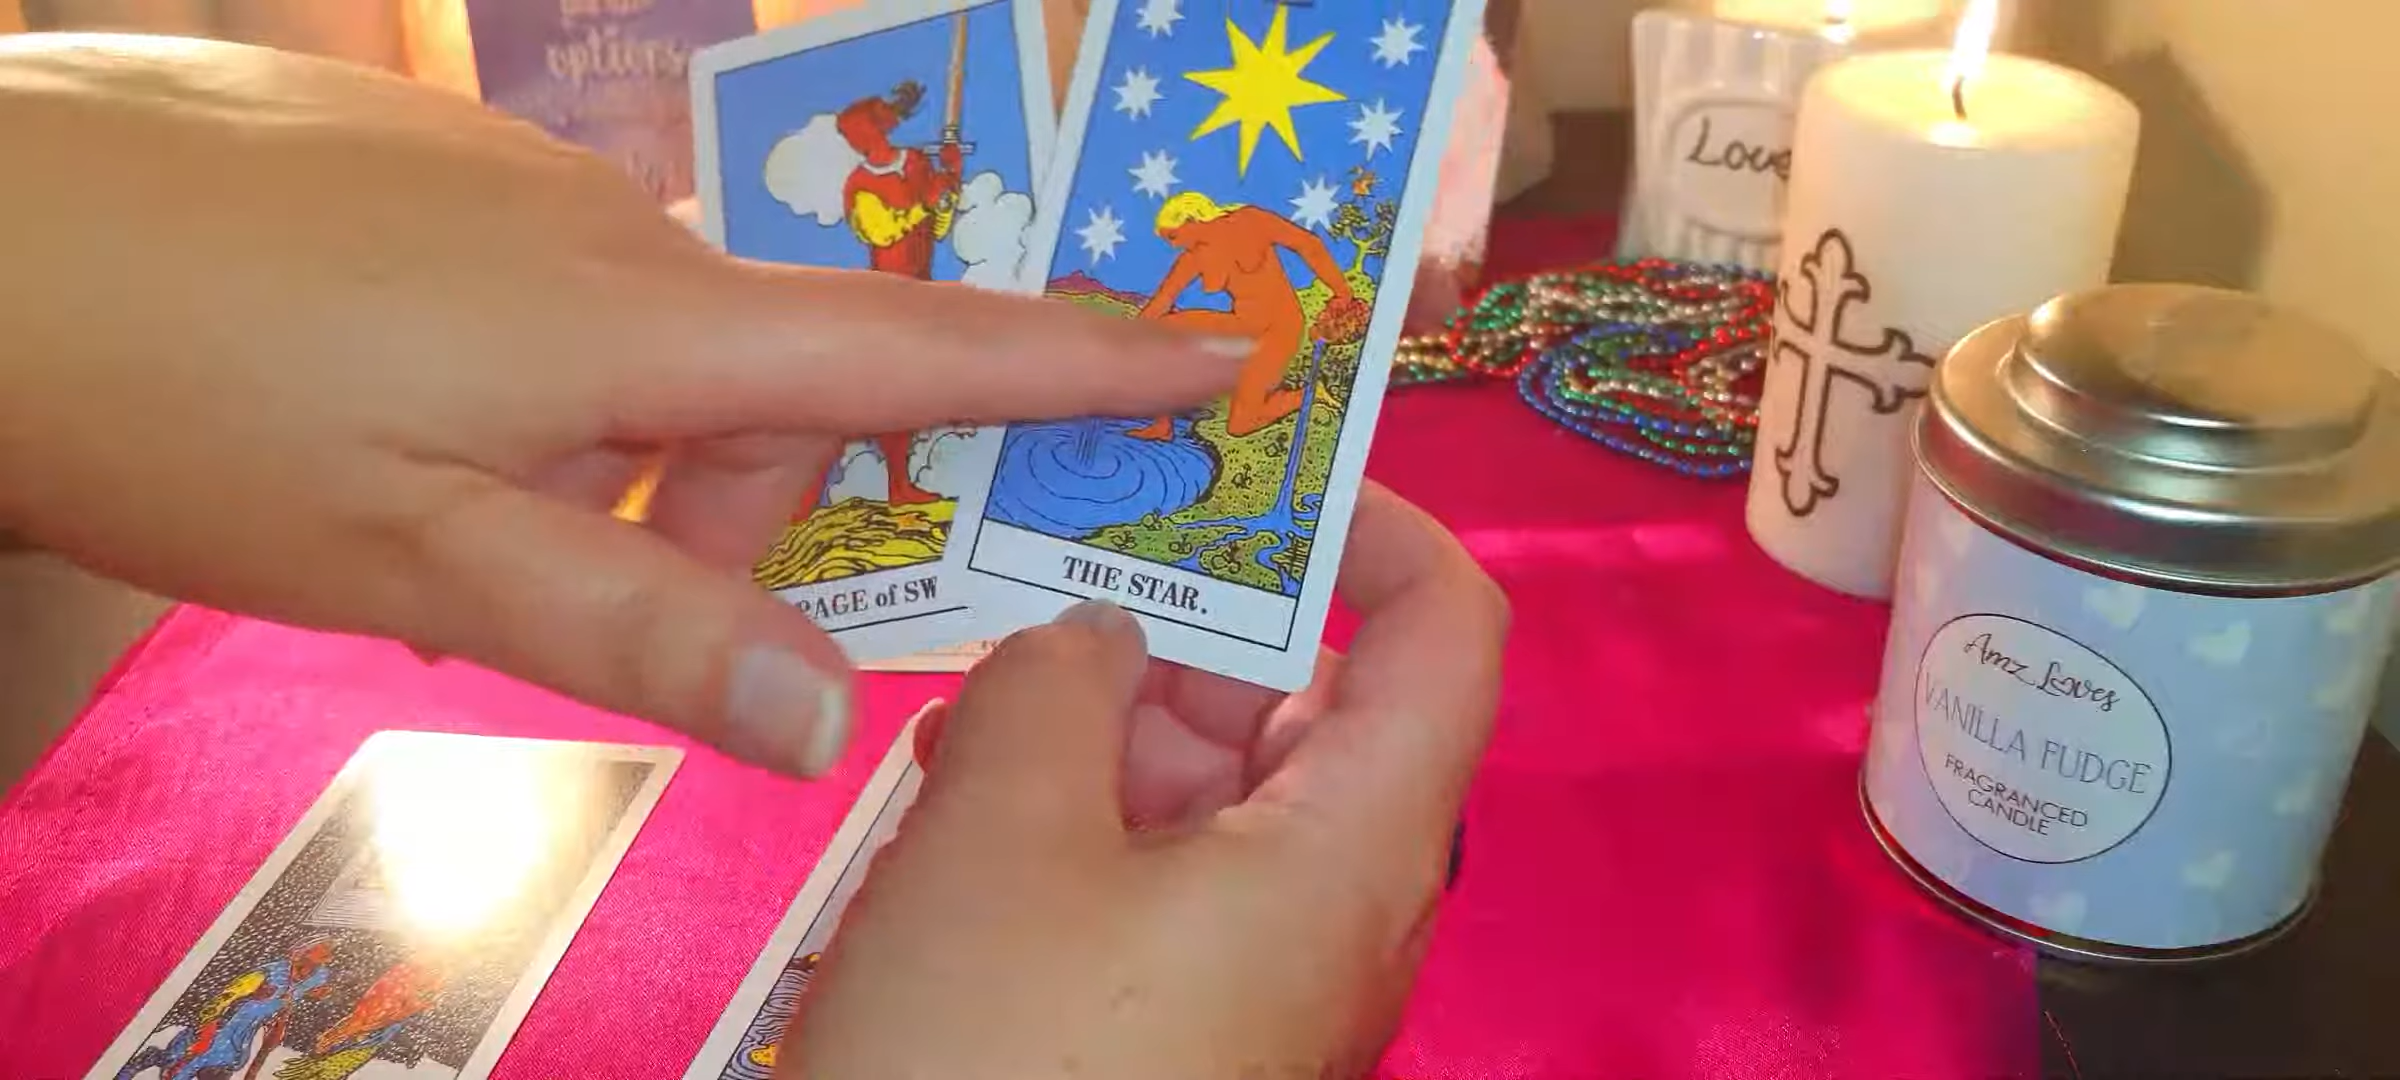 options
Love
PAGE of SW
THE STAR.
Amz Loves
VANILLA FUDGE
FRAGRANCED
CANDLE